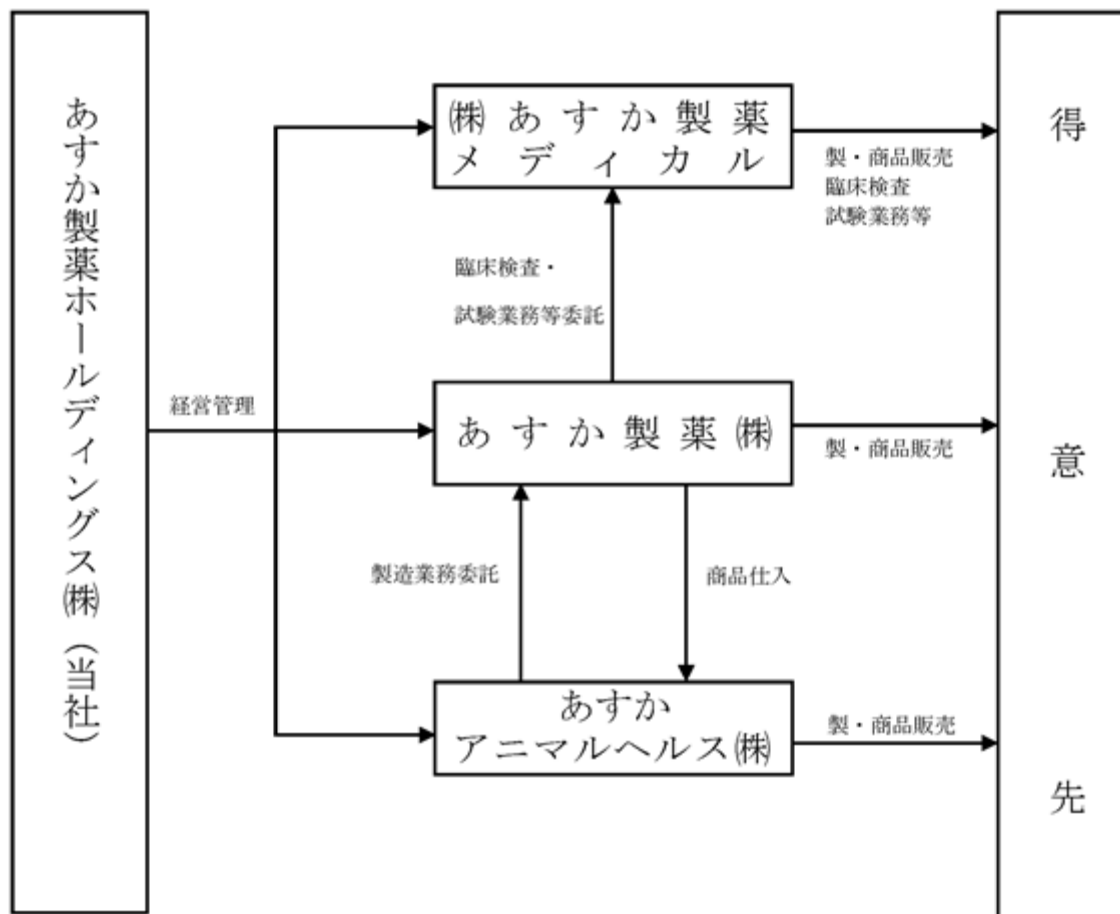 あすか製薬ホールディングス㈱（当社）
経営管理
㈱あすか製薬
メディカル
製・商品販売
臨床検査
試験業務等
臨床検査・
試験業務等委託
あすか製薬㈱
製・商品販売
製造業務委託
商品仕入
あすか
アニマルヘルス㈱
製・商品販売
得意先